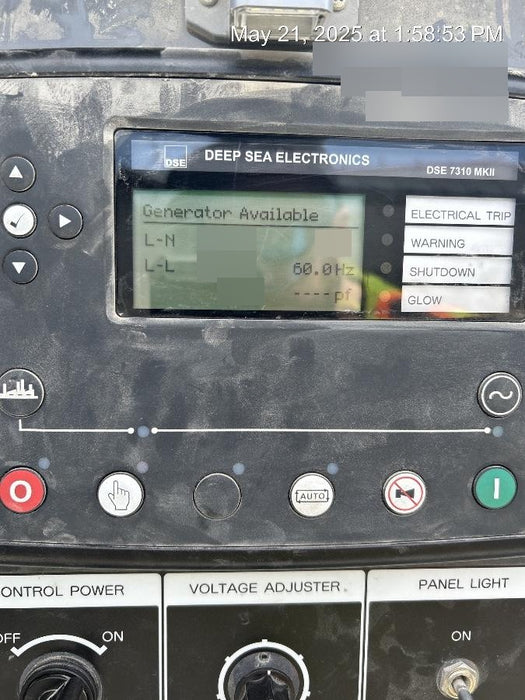 May 21, 2025 at 1:58:53 PM
DSE
DEEP SEA ELECTRONICS
DSE 7310 MKII
Generator Available
L-N
L-L
60.0Hz
----pf
ELECTRICAL TRIP
WARNING
SHUTDOWN
GLOW
O
AUTO
I
ONTROL POWER
VOLTAGE ADJUSTER
PANEL LIGHT
OFF
ON
ON